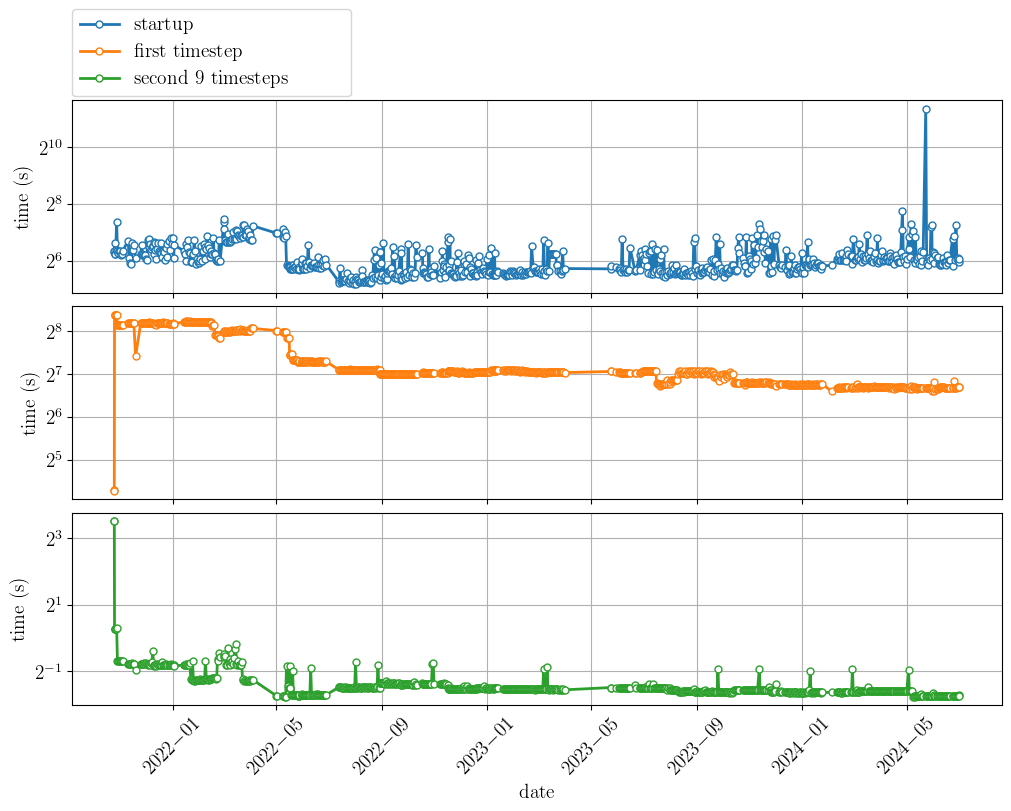 startup
first timestep
second 9 timesteps
time (s)
2^10
2^8
2^6
time (s)
2^8
2^7
2^6
2^5
time (s)
2^3
2^1
2^−1
2022−01
2022−05
2022−09
2023−01
2023−05
2023−09
2024−01
2024−05
date